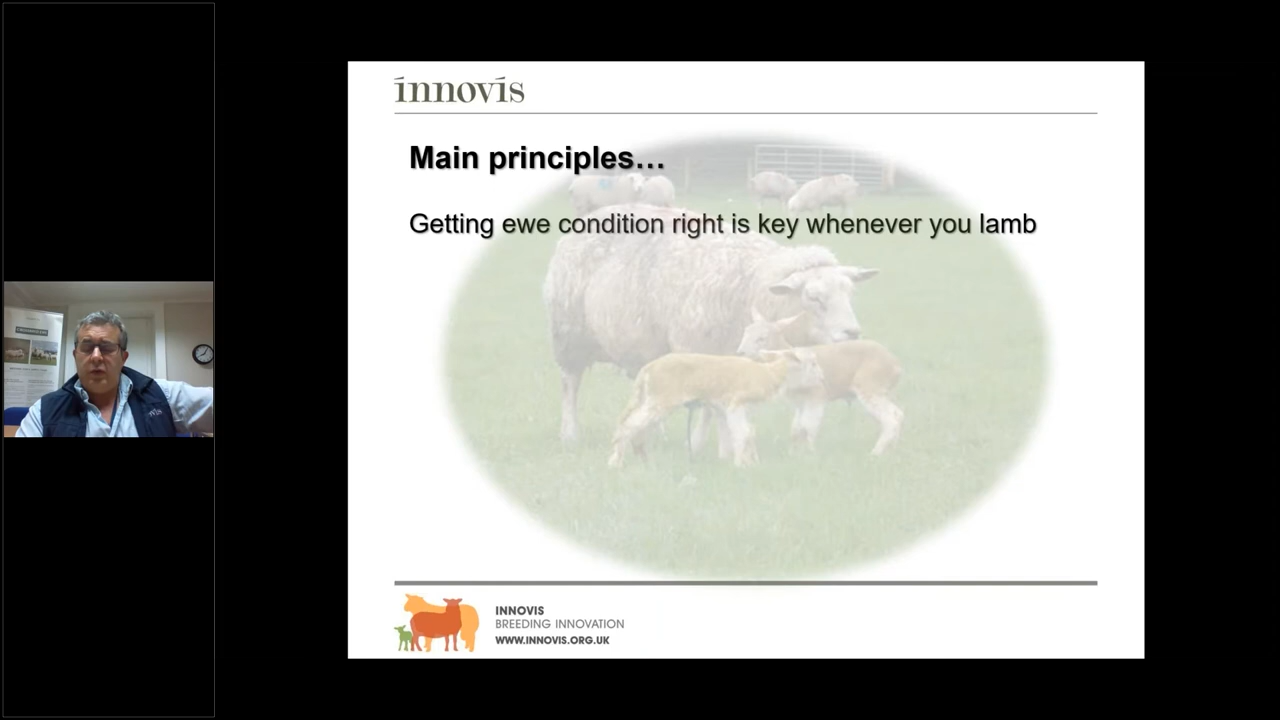 innovis
Main principles…
Getting ewe condition right is key whenever you lamb
INNOVIS
BREEDING INNOVATION
WWW.INNOVIS.ORG.UK